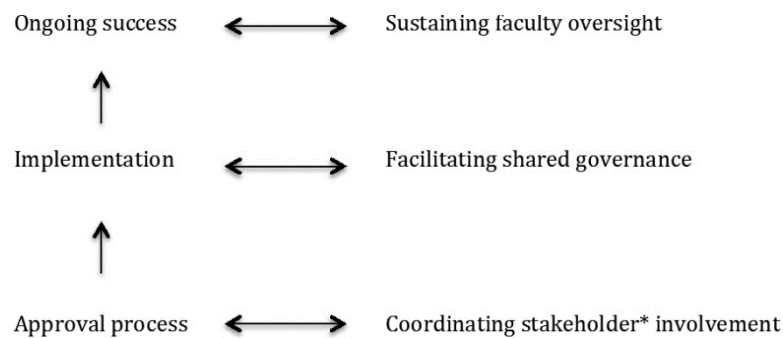 Ongoing success
Sustaining faculty oversight
Implementation
Facilitating shared governance
Approval process
Coordinating stakeholder* involvement